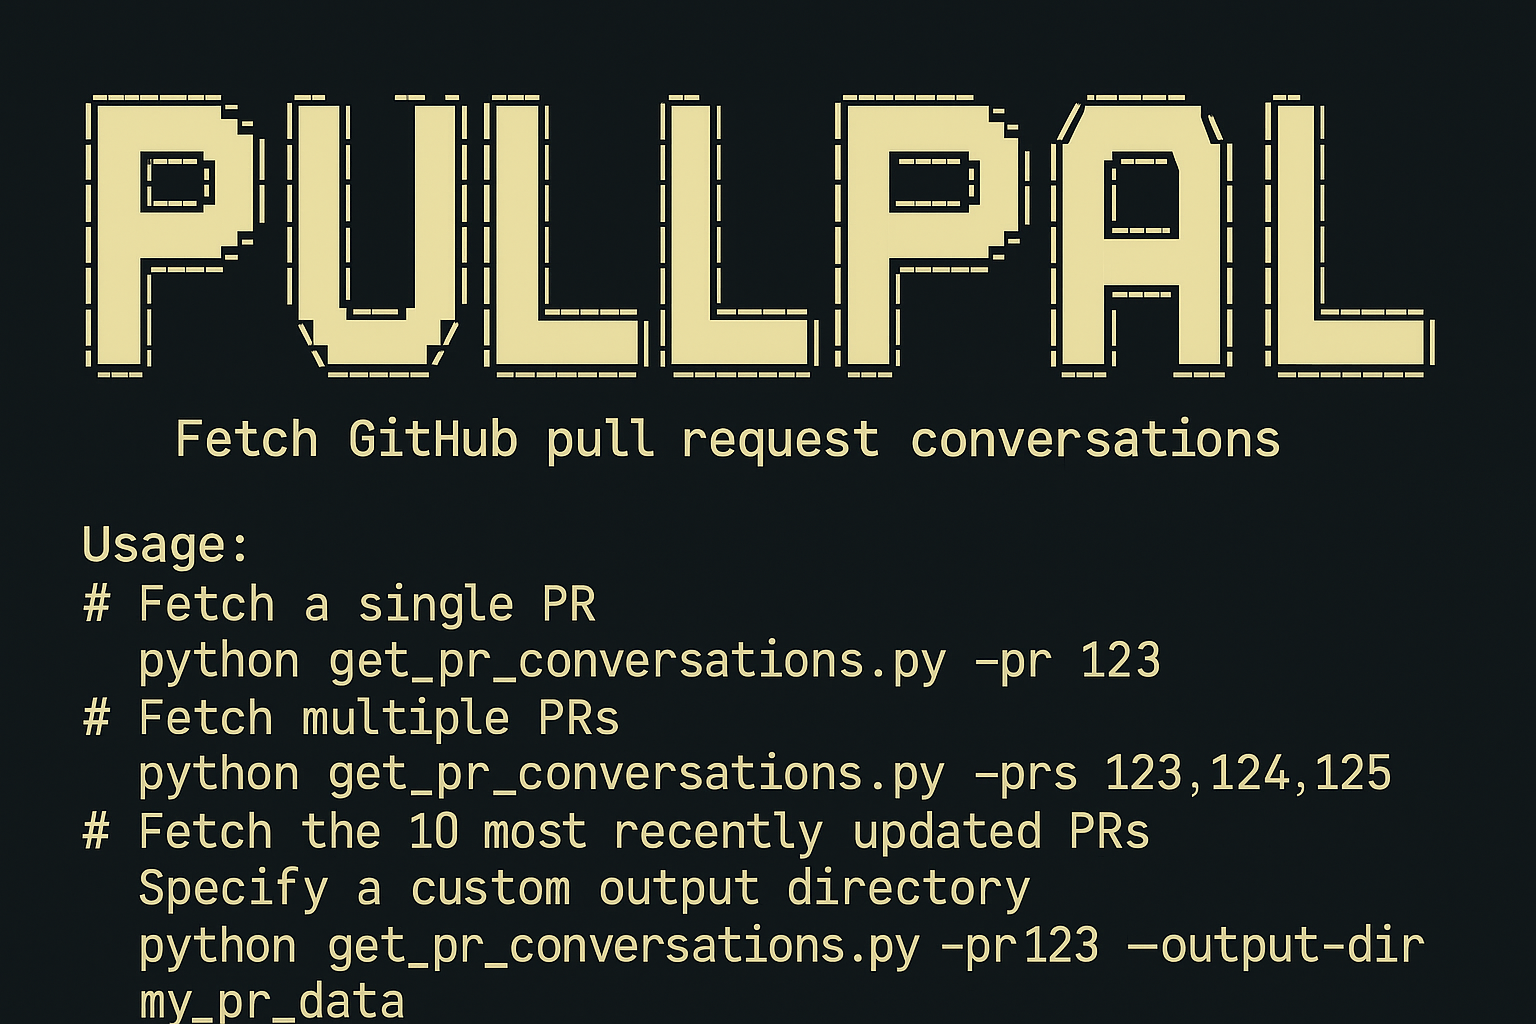 PULLPAL
Fetch GitHub pull request conversations
Usage:
# Fetch a single PR
python get_pr_conversations.py –pr 123
# Fetch multiple PRs
python get_pr_conversations.py –prs 123,124,125
# Fetch the 10 most recently updated PRs
Specify a custom output directory
python get_pr_conversations.py –pr123 —output-dir
my_pr_data